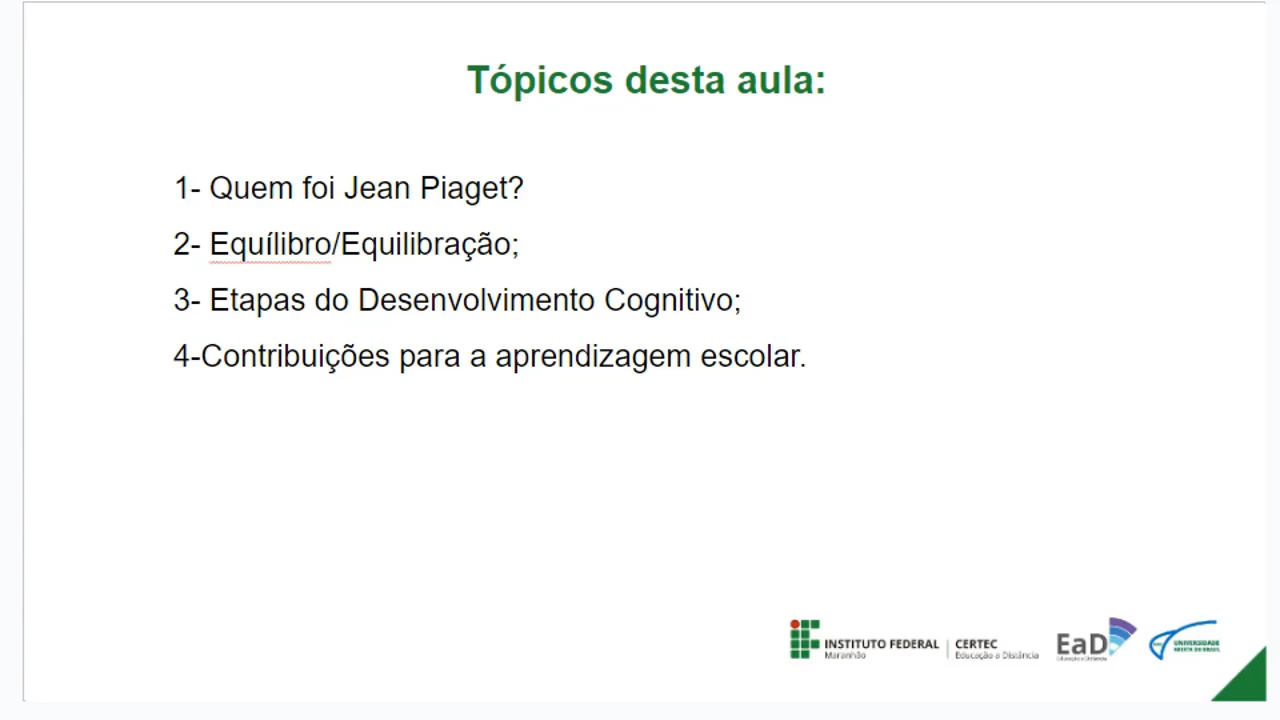 Tópicos desta aula:
1- Quem foi Jean Piaget?
2- Equílibro/Equilibração;
3- Etapas do Desenvolvimento Cognitivo;
4-Contribuições para a aprendizagem escolar.
INSTITUTO FEDERAL
Maranhão
CERTEC
Educação a Distância
EaD
Educação a Distância
UNIVERSIDADE
ABERTA DO BRASIL